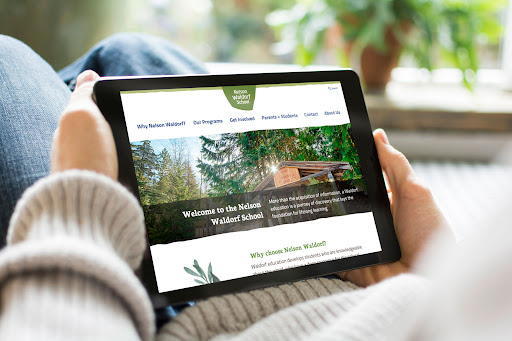 Nelson
Waldorf
School
Search
Why Nelson Waldorf? Our Programs Get Involved Parents + Students Contact About Us
Welcome to the Nelson
Waldorf School
More than the acquisition of information, a Waldorf
education is a journey of discovery that lays the
foundation for lifelong learning.
Why choose Nelson Waldorf?
Waldorf education develops students who are knowledgeable